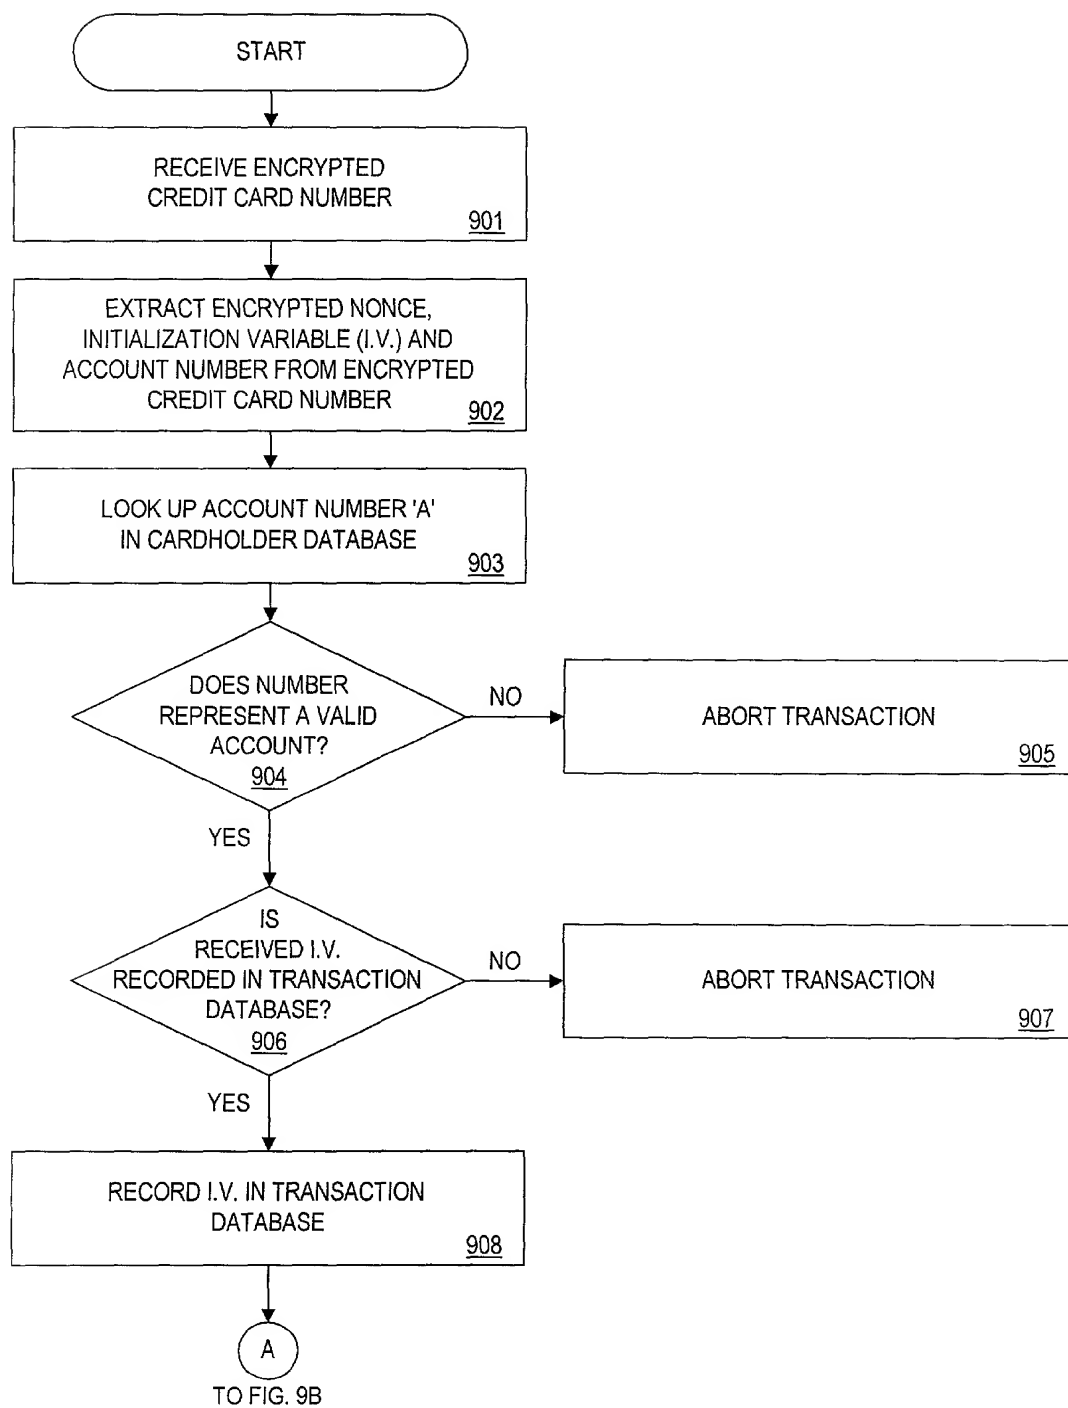 START
RECEIVE ENCRYPTED
CREDIT CARD NUMBER
901
EXTRACT ENCRYPTED NONCE,
INITIALIZATION VARIABLE (I.V.) AND
ACCOUNT NUMBER FROM ENCRYPTED
CREDIT CARD NUMBER
902
LOOK UP ACCOUNT NUMBER 'A'
IN CARDHOLDER DATABASE
903
DOES NUMBER
REPRESENT A VALID
ACCOUNT?
904
NO
ABORT TRANSACTION
905
YES
IS
RECEIVED I.V.
RECORDED IN TRANSACTION
DATABASE?
906
NO
ABORT TRANSACTION
907
YES
RECORD I.V. IN TRANSACTION
DATABASE
908
A
TO FIG. 9B